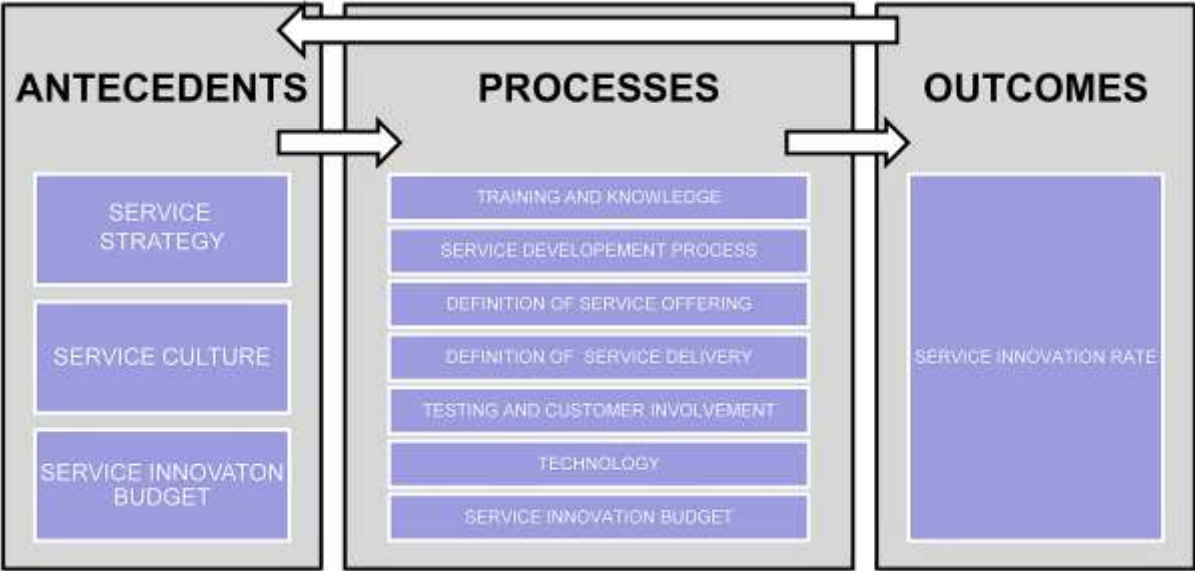 ANTECEDENTS
SERVICE
STRATEGY
SERVICE CULTURE
SERVICE INNOVATON
BUDGET
PROCESSES
TRAINING AND KNOWLEDGE
SERVICE DEVELOPEMENT PROCESS
DEFINITION OF SERVICE OFFERING
DEFINITION OF SERVICE DELIVERY
TESTING AND CUSTOMER INVOLVEMENT
TECHNOLOGY
SERVICE INNOVATION BUDGET
OUTCOMES
SERVICE INNOVATION RATE